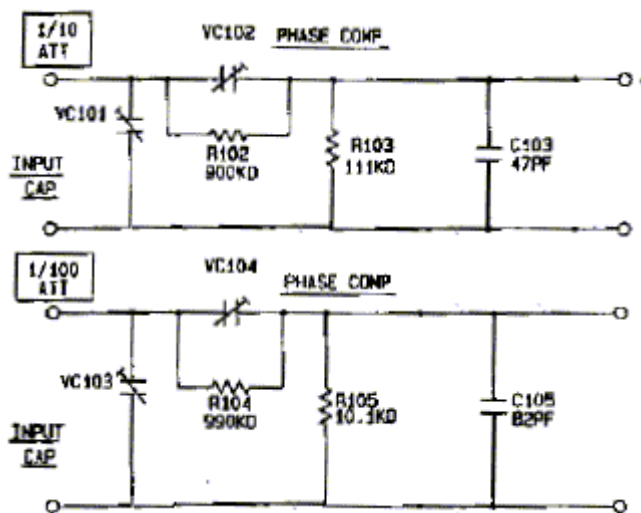 1/10
ATT
VC102
PHASE COMP
VC101
R102
900KΩ
R103
111KΩ
C103
47PF
INPUT
CAP
1/100
ATT
VC104
PHASE COMP
VC103
R104
990KΩ
R105
10.1KΩ
C105
82PF
INPUT
CAP